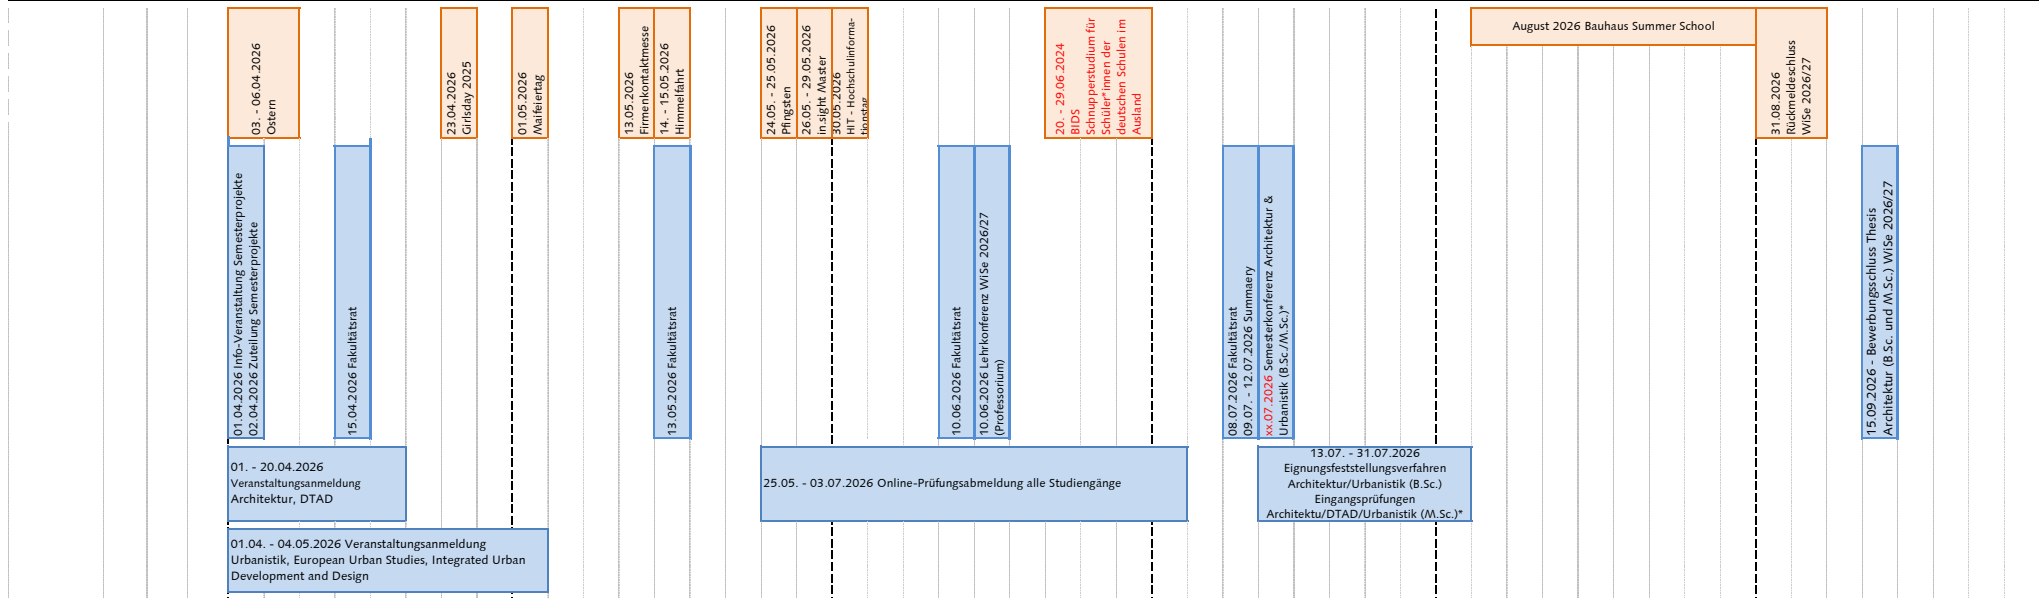 03. - 06.04.2026
Ostern
23.04.2026
Girlsday 2025
01.05.2026
Maifeiertag
13.05.2026
Firmenkontaktmesse
14. - 15.05.2026
Himmelfahrt
24.05. - 25.05.2026
Pfingsten
26.05. - 29.05.2026
in.sight Master
30.05.2026
HIT - Hochschulinforma-
tionstag
20. - 29.06.2024
BIDS
Schnupperstudium für
Schüler*innen der
deutschen Schulen im
Ausland
August 2026 Bauhaus Summer School
31.08.2026
Rückmeldeschluss
WiSe 2026/27
01.04.2026 Info-Veranstaltung Semesterprojekte
02.04.2026 Zuteilung Semesterprojekte
15.04.2026 Fakultätsrat
13.05.2026 Fakultätsrat
10.06.2026 Fakultätsrat
10.06.2026 Lehrkonferenz WiSe 2026/27
(Professorium)
08.07.2026 Fakultätsrat
09.07. - 12.07.2026 Summaery
xx.07.2026 Semesterkonferenz Architektur &
Urbanistik (B.Sc./M.Sc.)*
15.09.2026 - Bewerbungsschluss Thesis
Architektur (B.Sc. und M.Sc.) WiSe 2026/27
01. - 20.04.2026
Veranstaltungsanmeldung
Architektur, DTAD
25.05. - 03.07.2026 Online-Prüfungsabmeldung alle Studiengänge
13.07. - 31.07.2026
Eignungsfeststellungsverfahren
Architektur/Urbanistik (B.Sc.)
Eingangsprüfungen
Architektu/DTAD/Urbanistik (M.Sc.)*
01.04. - 04.05.2026 Veranstaltungsanmeldung
Urbanistik, European Urban Studies, Integrated Urban
Development and Design